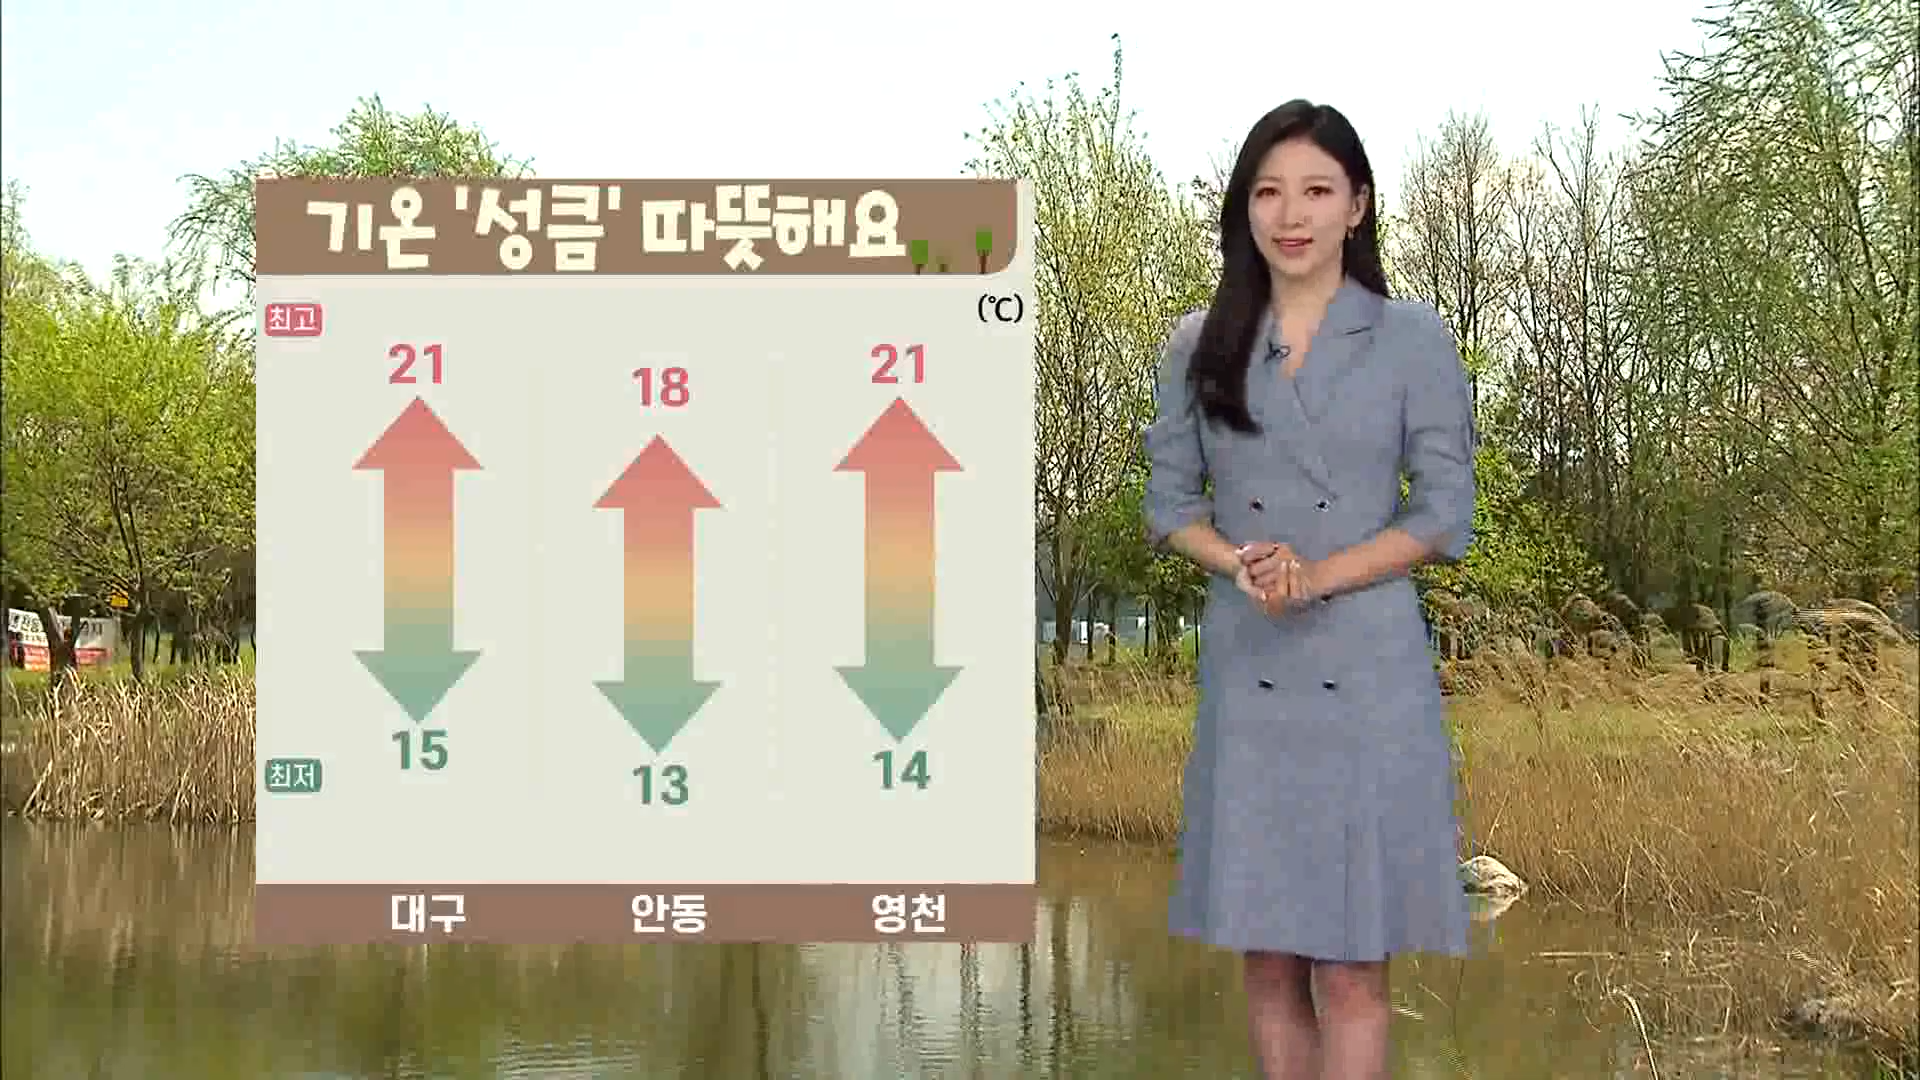 기온 '성큼' 따뜻해요
(℃)
최고
21 18 21
15 13 14
최저
대구 안동 영천